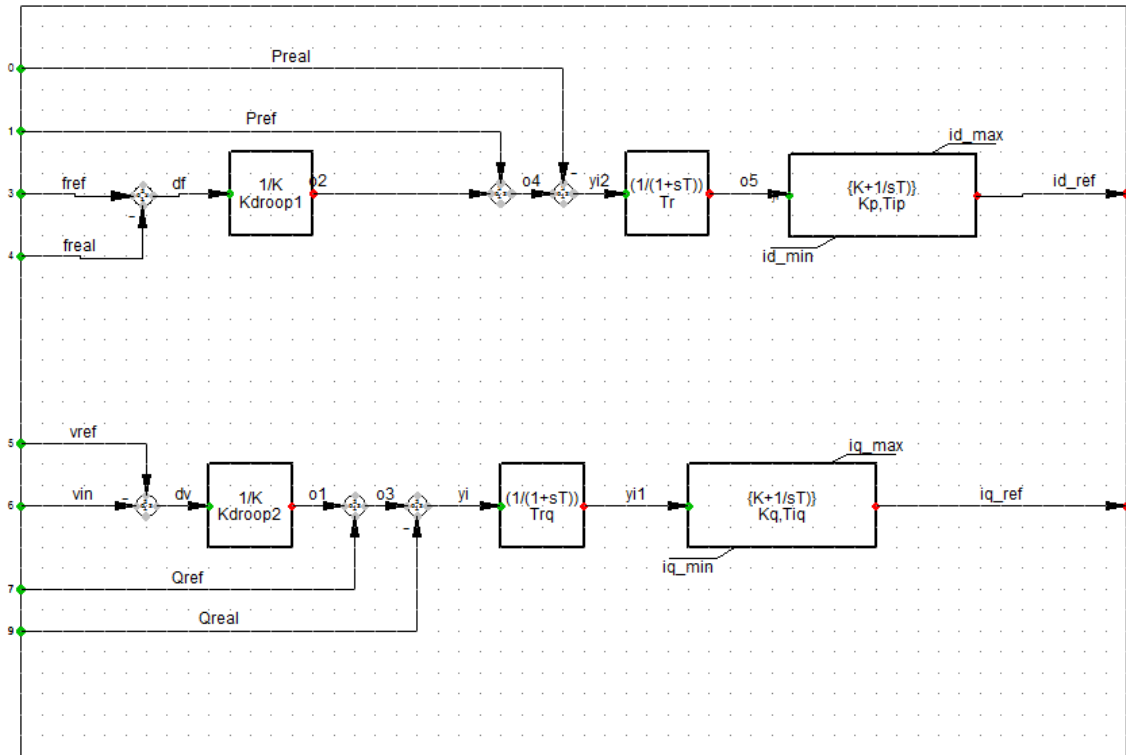 Preal
0
Pref
1
id_max
fref
df
1/K
Kdroop1
o2
o4
yi2
(1/(1+sT))
Tr
o5
yi
{K+1/sT)}.
Kp,Tip
id_ref
3
-
-
freal
4
id_min
vref
5
iq_max
vin
-
dv
1/K
Kdroop2
o1
o3
yi
(1/(1+sT))
Trq
yi1
{K+1/sT)}
Kq,Tiq
iq_ref
6
-
iq_min
Qref
7
Qreal
9